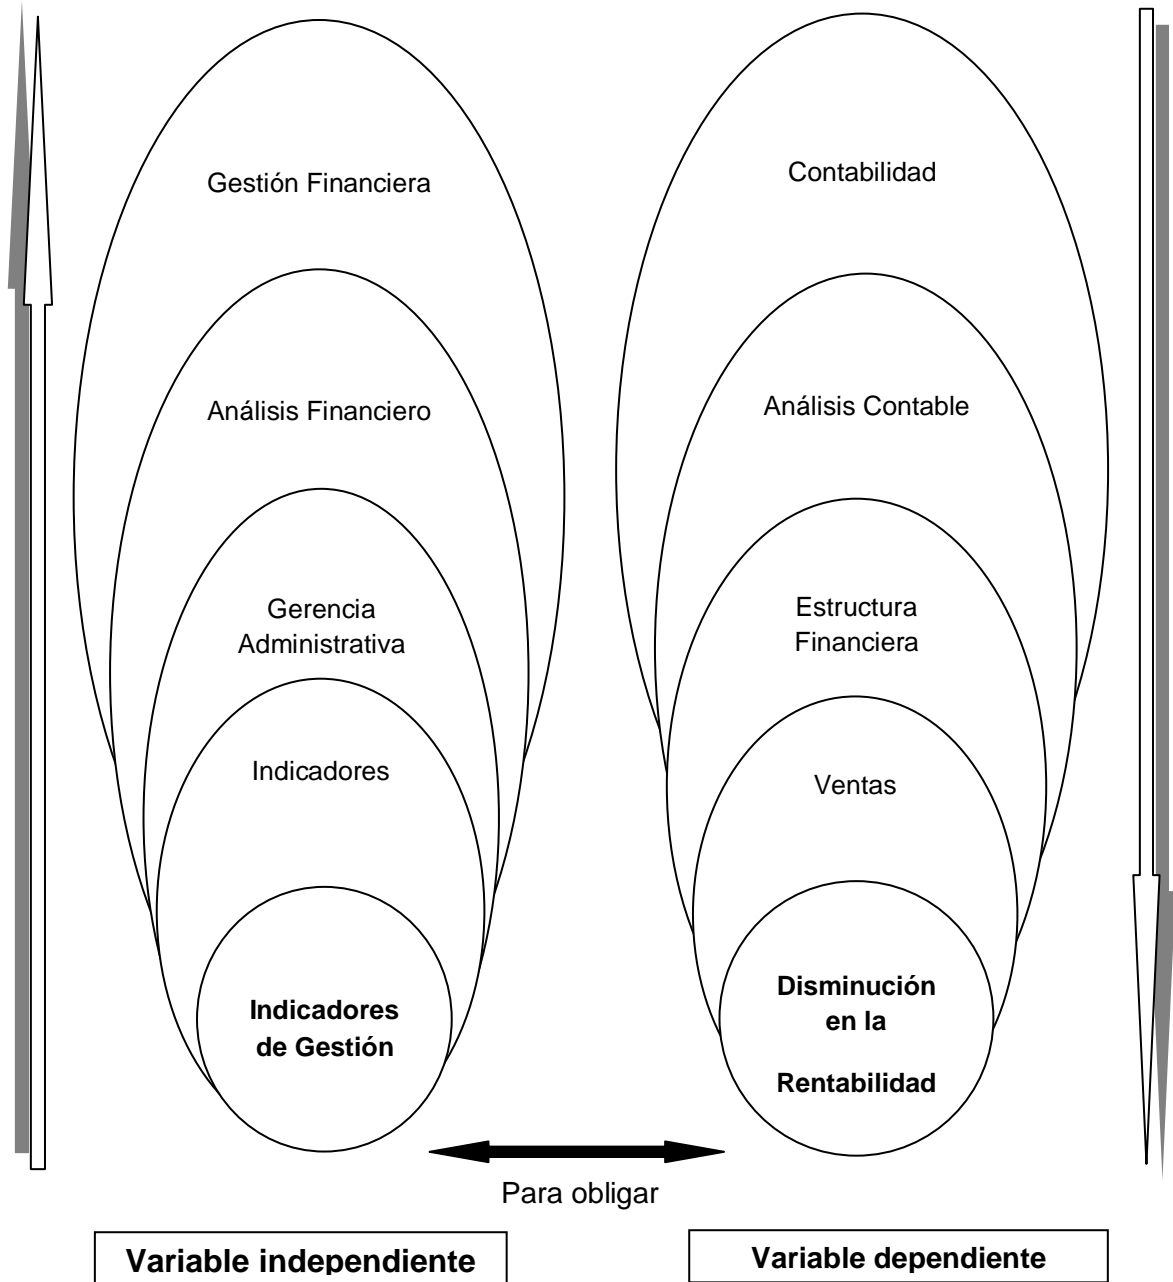 Gestión Financiera
Análisis Financiero
Gerencia
Administrativa
Indicadores
Indicadores
de Gestión
Contabilidad
Análisis Contable
Estructura
Financiera
Ventas
Disminución
en la
Rentabilidad
Para obligar
Variable independiente
Variable dependiente